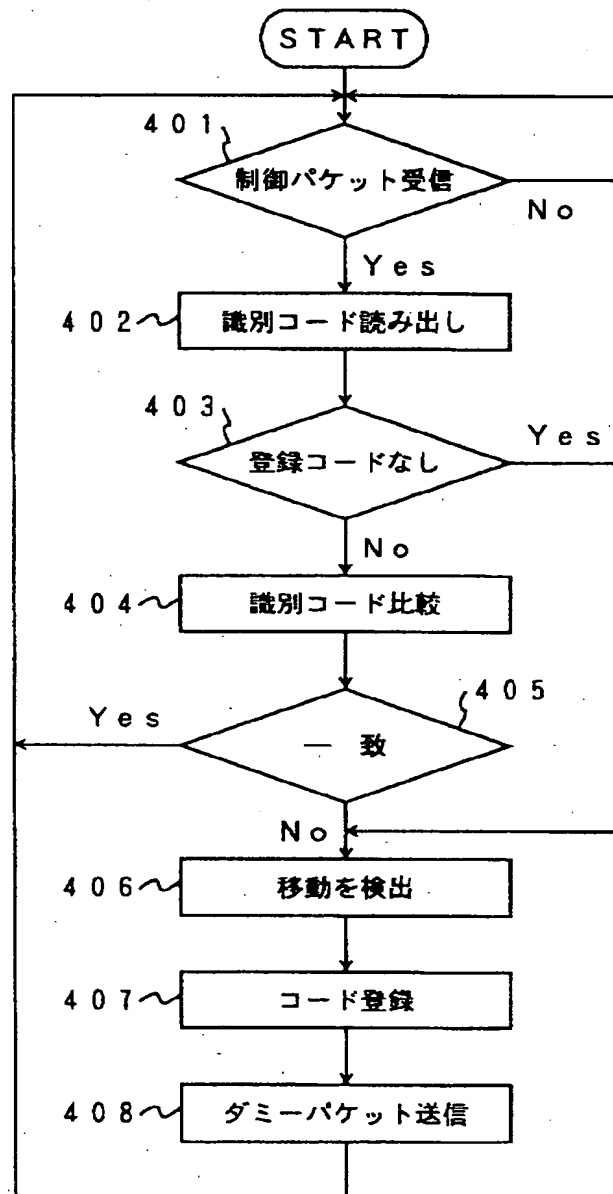 START
401
制御パケット受信
No
Yes
402
識別コード読み出し
403
登録コードなし
Yes
No
404
識別コード比較
405
Yes
一 致
No
406
移動を検出
407
コード登録
408
ダミーパケット送信